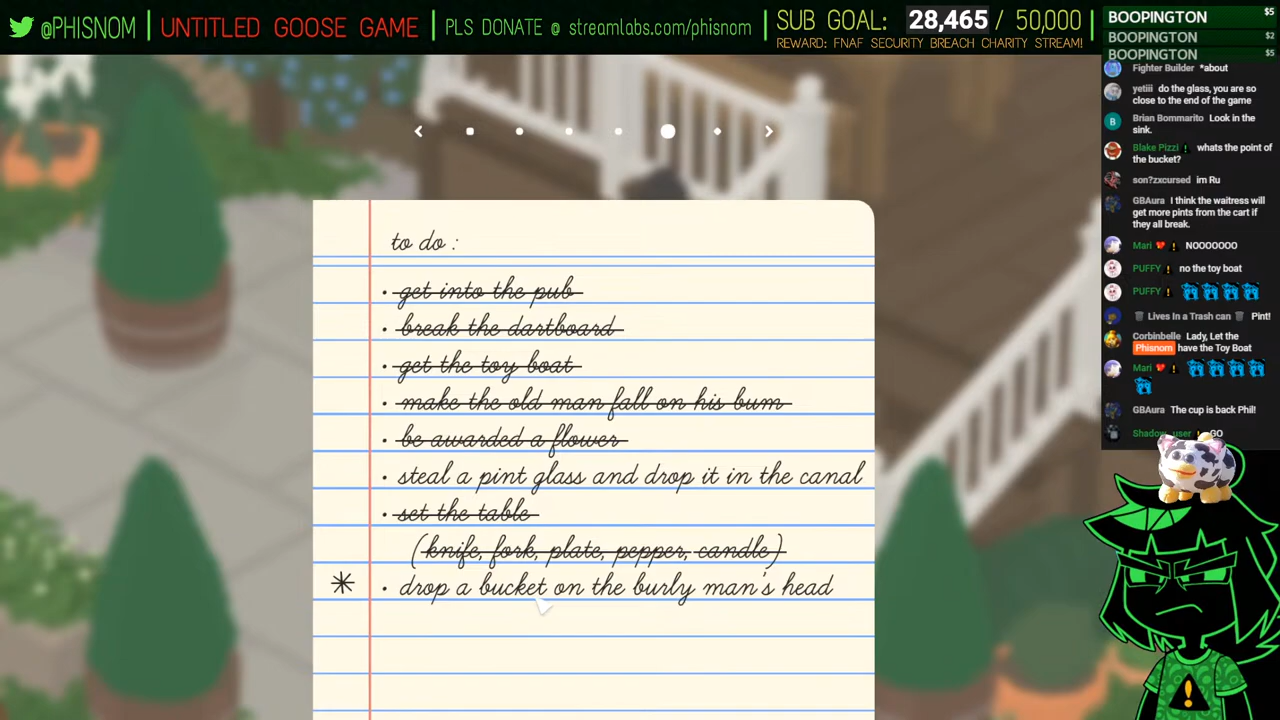 @PHISNOM
UNTITLED GOOSE GAME
PLS DONATE @ streamlabs.com/phisnom
SUB GOAL: 28,465 / 50,000
REWARD: FNAF SECURITY BREACH CHARITY STREAM!
BOOPINGTON $5
BOOPINGTON $2
BOOPINGTON $5
to do :
• get into the pub
• break the dartboard
• get the toy boat
• make the old man fall on his bum
• be awarded a flower
• steal a pint glass and drop it in the canal
• set the table
(knife, fork, plate, pepper, candle)
• drop a bucket on the burly man's head
Fighter Builder *about
yetiii do the glass, you are so
close to the end of the game
B Brian Bommarito Look in the
sink.
Blake Pizzi whats the point of
the bucket?
son?zxcursed im Ru
GBAura I think the waitress will
get more pints from the cart if
they all break.
Mari NOOOOOOO
PUFFY no the toy boat
PUFFY
Lives In a Trash can Pint!
Corbinbelle Lady, Let the
Phisnom have the Toy Boat
Mari
GBAura The cup is back Phil!
Shadow_user GO